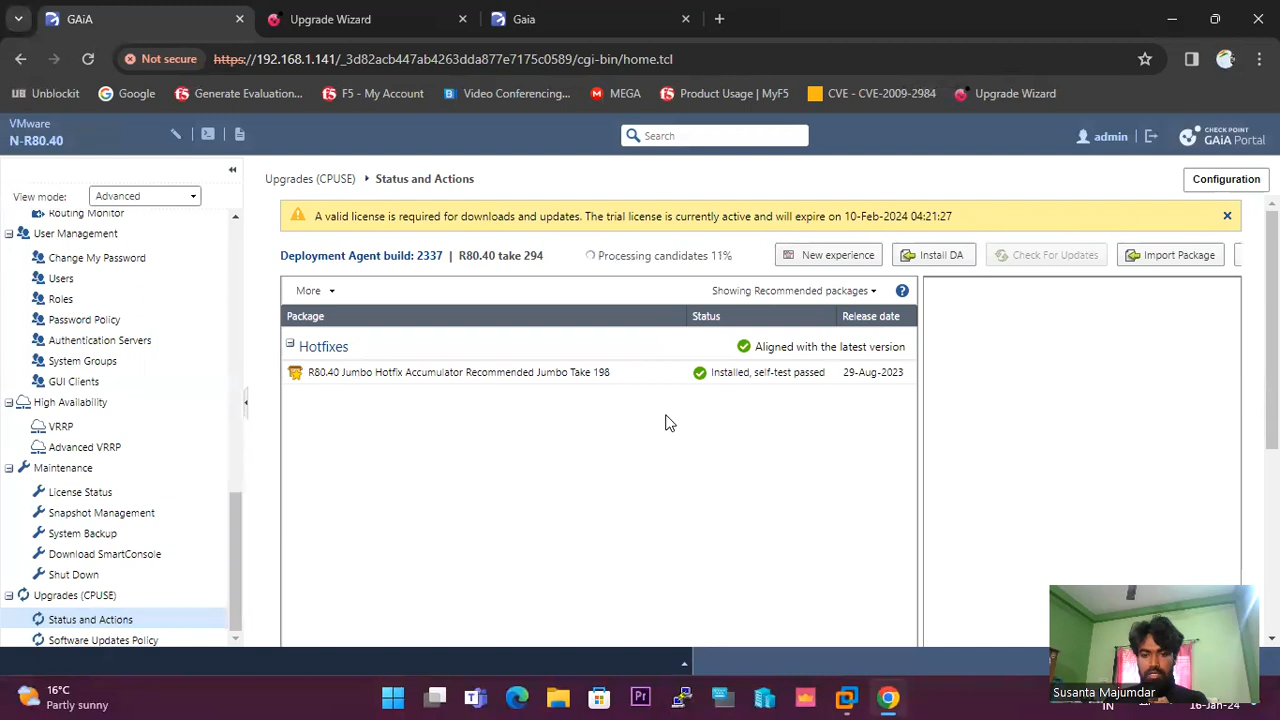 GAiA
Upgrade Wizard
Gaia
Not secure
https://192.168.1.141/_3d82acb447ab4263dda877e7175c0589/cgi-bin/home.tcl
Unblockit
Google
Generate Evaluation...
F5 - My Account
Video Conferencing...
MEGA
Product Usage | MyF5
CVE - CVE-2009-2984
Upgrade Wizard
VMware
N-R80.40
Search
admin
CHECK POINT
GAiA Portal
View mode: Advanced
Routing Monitor
User Management
Change My Password
Users
Roles
Password Policy
Authentication Servers
System Groups
GUI Clients
High Availability
VRRP
Advanced VRRP
Maintenance
License Status
Snapshot Management
System Backup
Download SmartConsole
Shut Down
Upgrades (CPUSE)
Status and Actions
Software Updates Policy
Upgrades (CPUSE) Status and Actions
Configuration
A valid license is required for downloads and updates. The trial license is currently active and will expire on 10-Feb-2024 04:21:27
Deployment Agent build: 2337 | R80.40 take 294
Processing candidates 11%
New experience
Install DA
Check For Updates
Import Package
More
Showing Recommended packages
Package Status Release date
Hotfixes Aligned with the latest version
R80.40 Jumbo Hotfix Accumulator Recommended Jumbo Take 198 Installed, self-test passed 29-Aug-2023
Susanta Majumdar
16°C
Partly sunny
IN
16-Jan-24